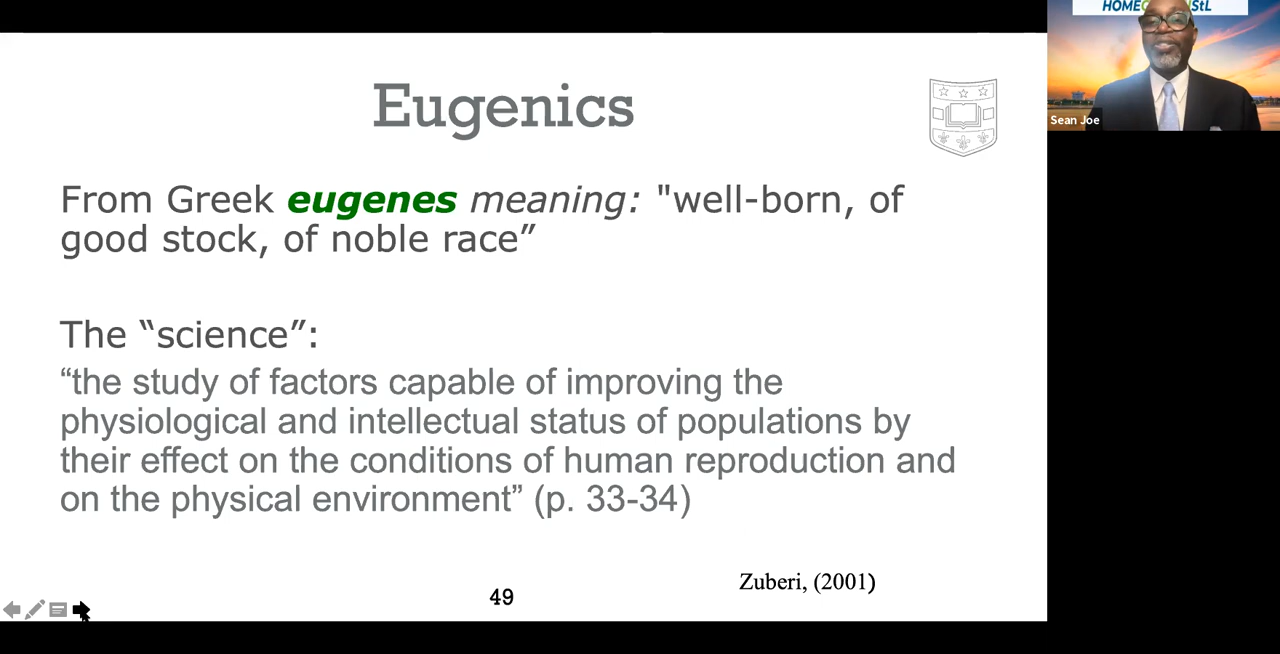 Eugenics
From Greek eugenes meaning: "well-born, of
good stock, of noble race”
The “science”:
“the study of factors capable of improving the
physiological and intellectual status of populations by
their effect on the conditions of human reproduction and
on the physical environment” (p. 33-34)
Zuberi, (2001)
49
Sean Joe